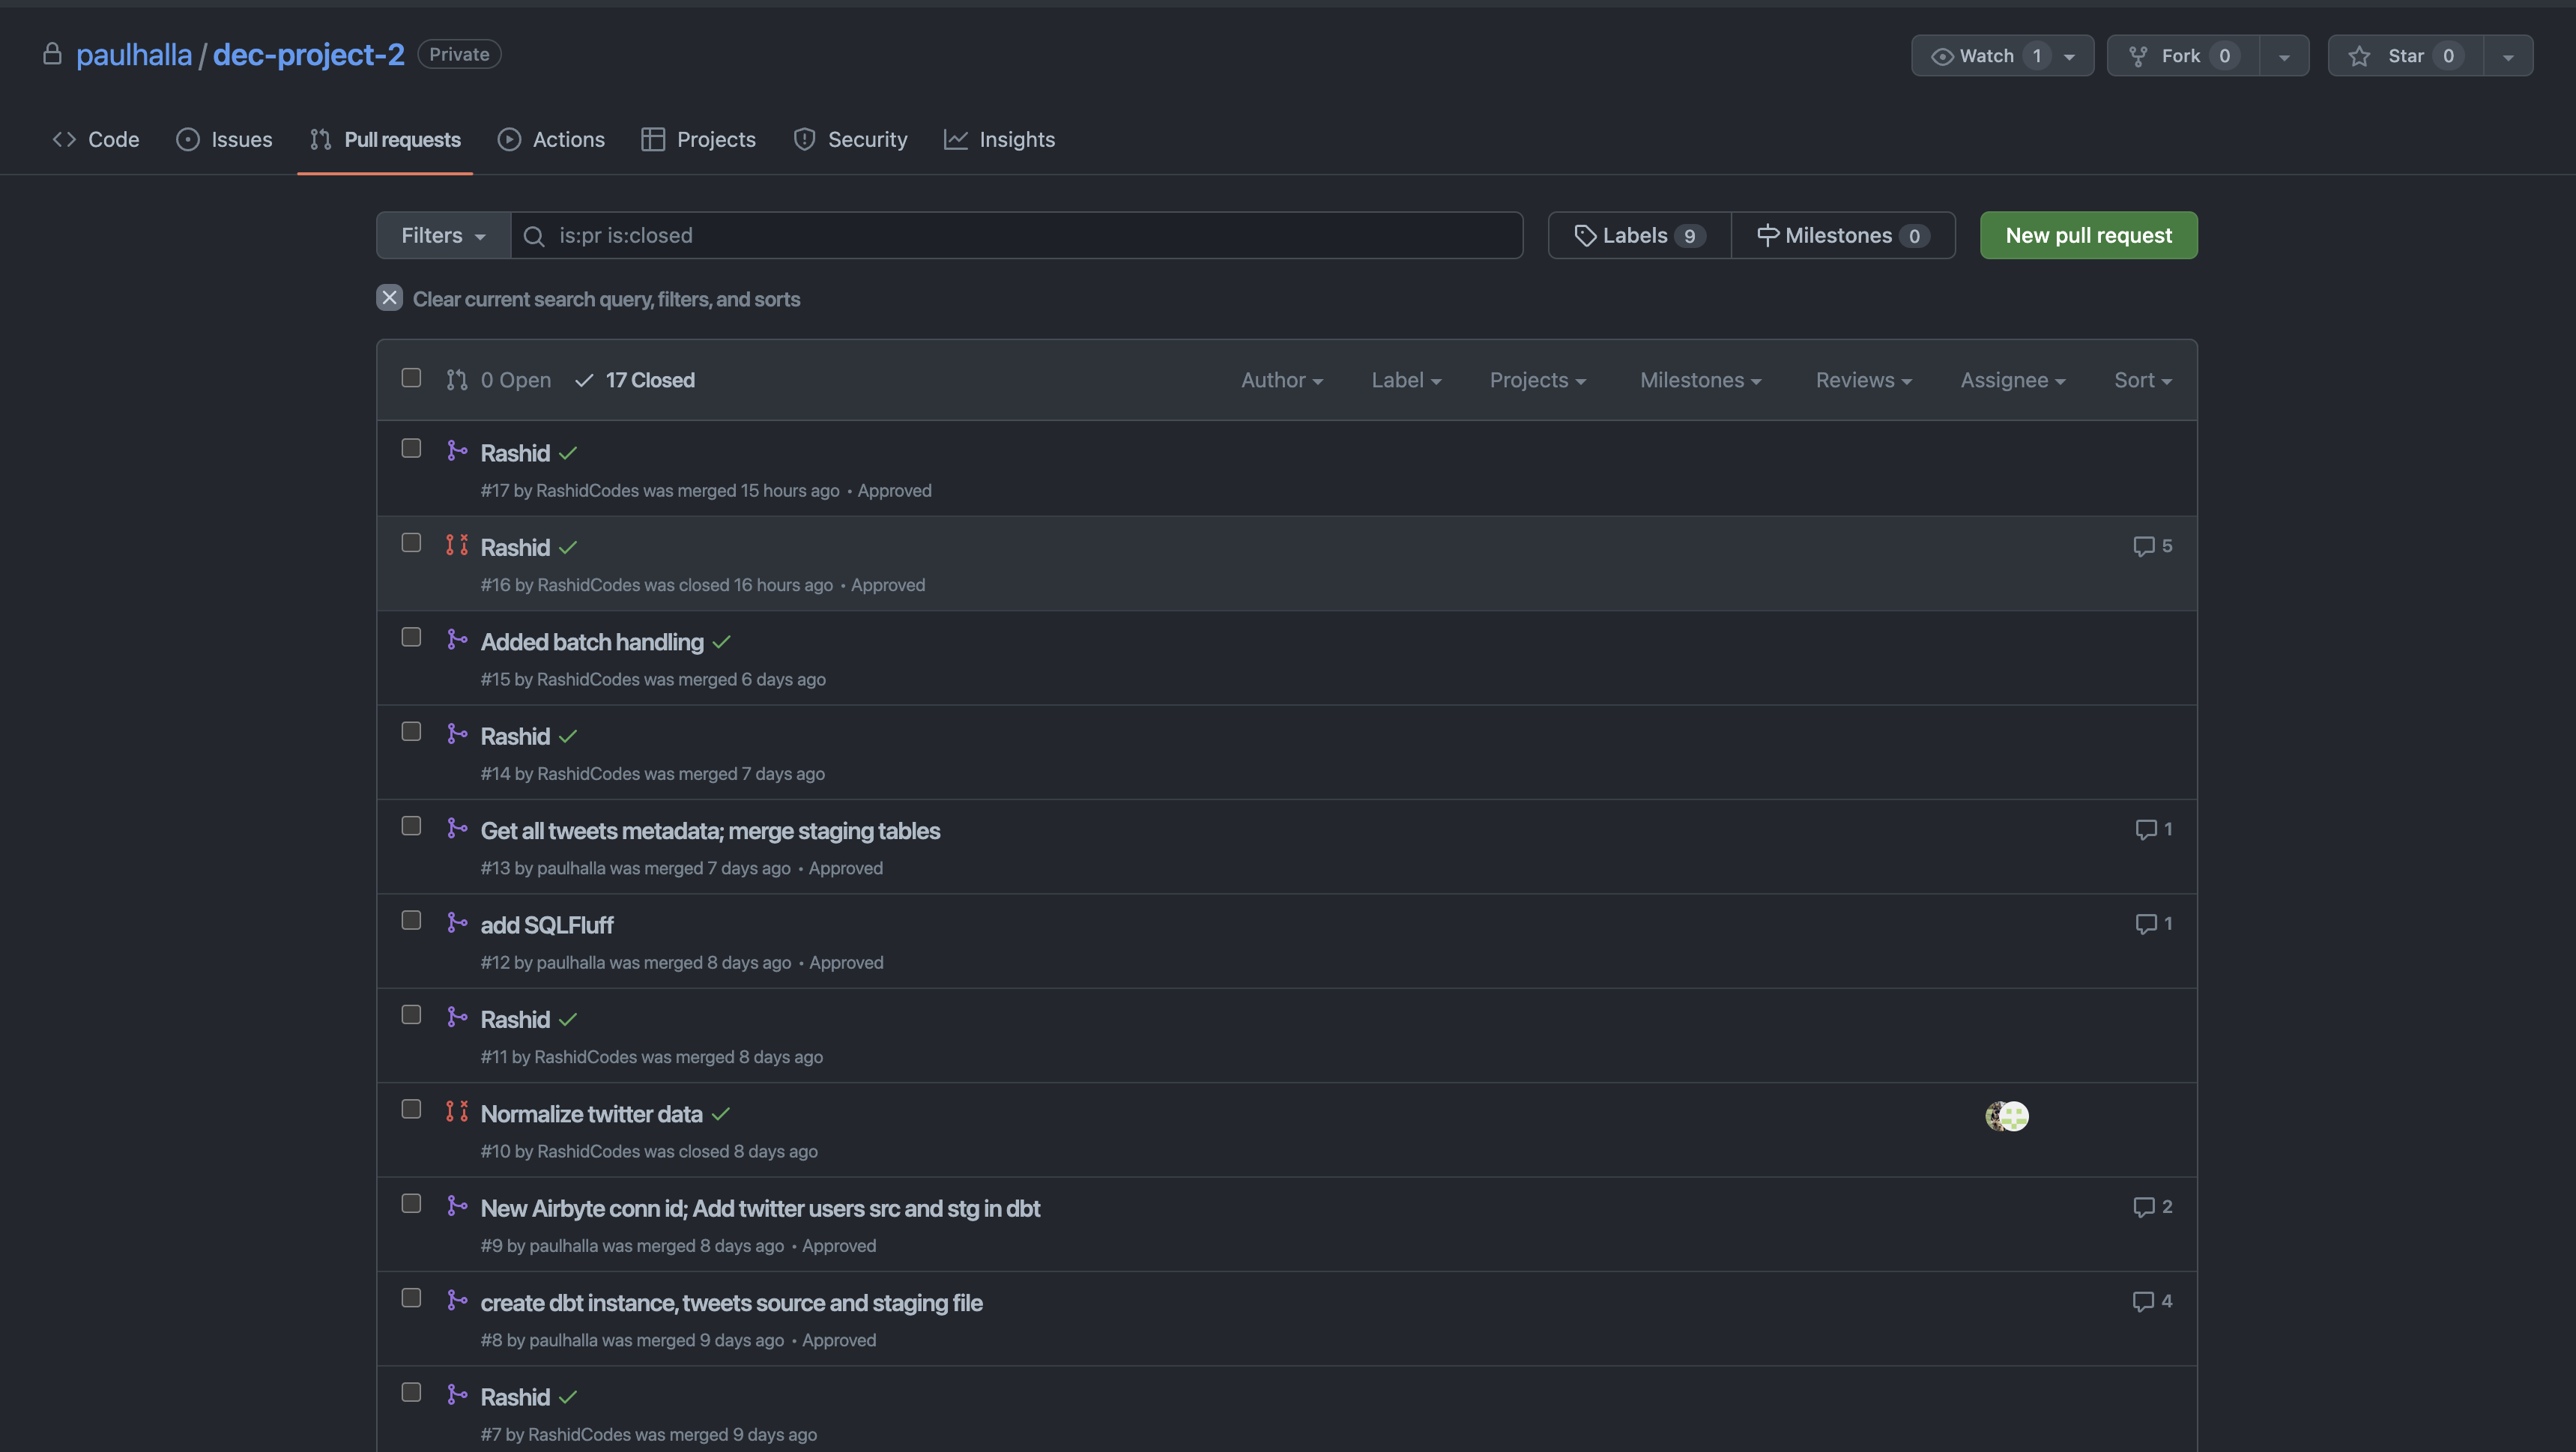 paulhalla / dec-project-2 Private Watch 1 Fork 0 Star 0
Code Issues Pull requests Actions Projects Security Insights
Filters is:pr is:closed Labels 9 Milestones 0 New pull request
Clear current search query, filters, and sorts
0 Open 17 Closed Author Label Projects Milestones Reviews Assignee Sort
Rashid
#17 by RashidCodes was merged 15 hours ago • Approved
Rashid 5
#16 by RashidCodes was closed 16 hours ago • Approved
Added batch handling
#15 by RashidCodes was merged 6 days ago
Rashid
#14 by RashidCodes was merged 7 days ago
Get all tweets metadata; merge staging tables 1
#13 by paulhalla was merged 7 days ago • Approved
add SQLFluff 1
#12 by paulhalla was merged 8 days ago • Approved
Rashid
#11 by RashidCodes was merged 8 days ago
Normalize twitter data
#10 by RashidCodes was closed 8 days ago
New Airbyte conn id; Add twitter users src and stg in dbt 2
#9 by paulhalla was merged 8 days ago • Approved
create dbt instance, tweets source and staging file 4
#8 by paulhalla was merged 9 days ago • Approved
Rashid
#7 by RashidCodes was merged 9 days ago